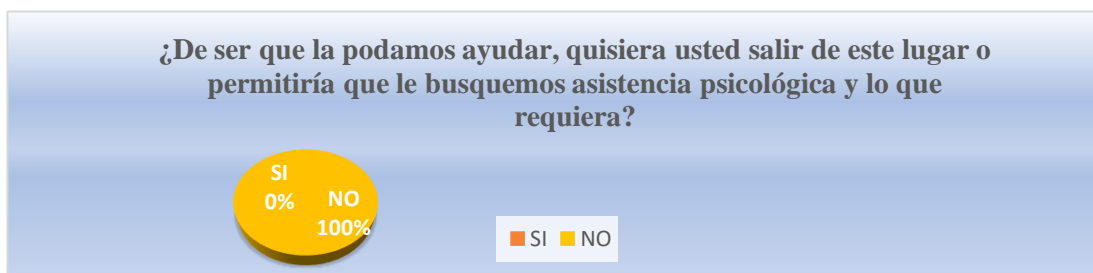 ¿De ser que la podamos ayudar, quisiera usted salir de este lugar o
permitiría que le busquemos asistencia psicológica y lo que
requiera?
SI
0%
NO
100%
SI NO